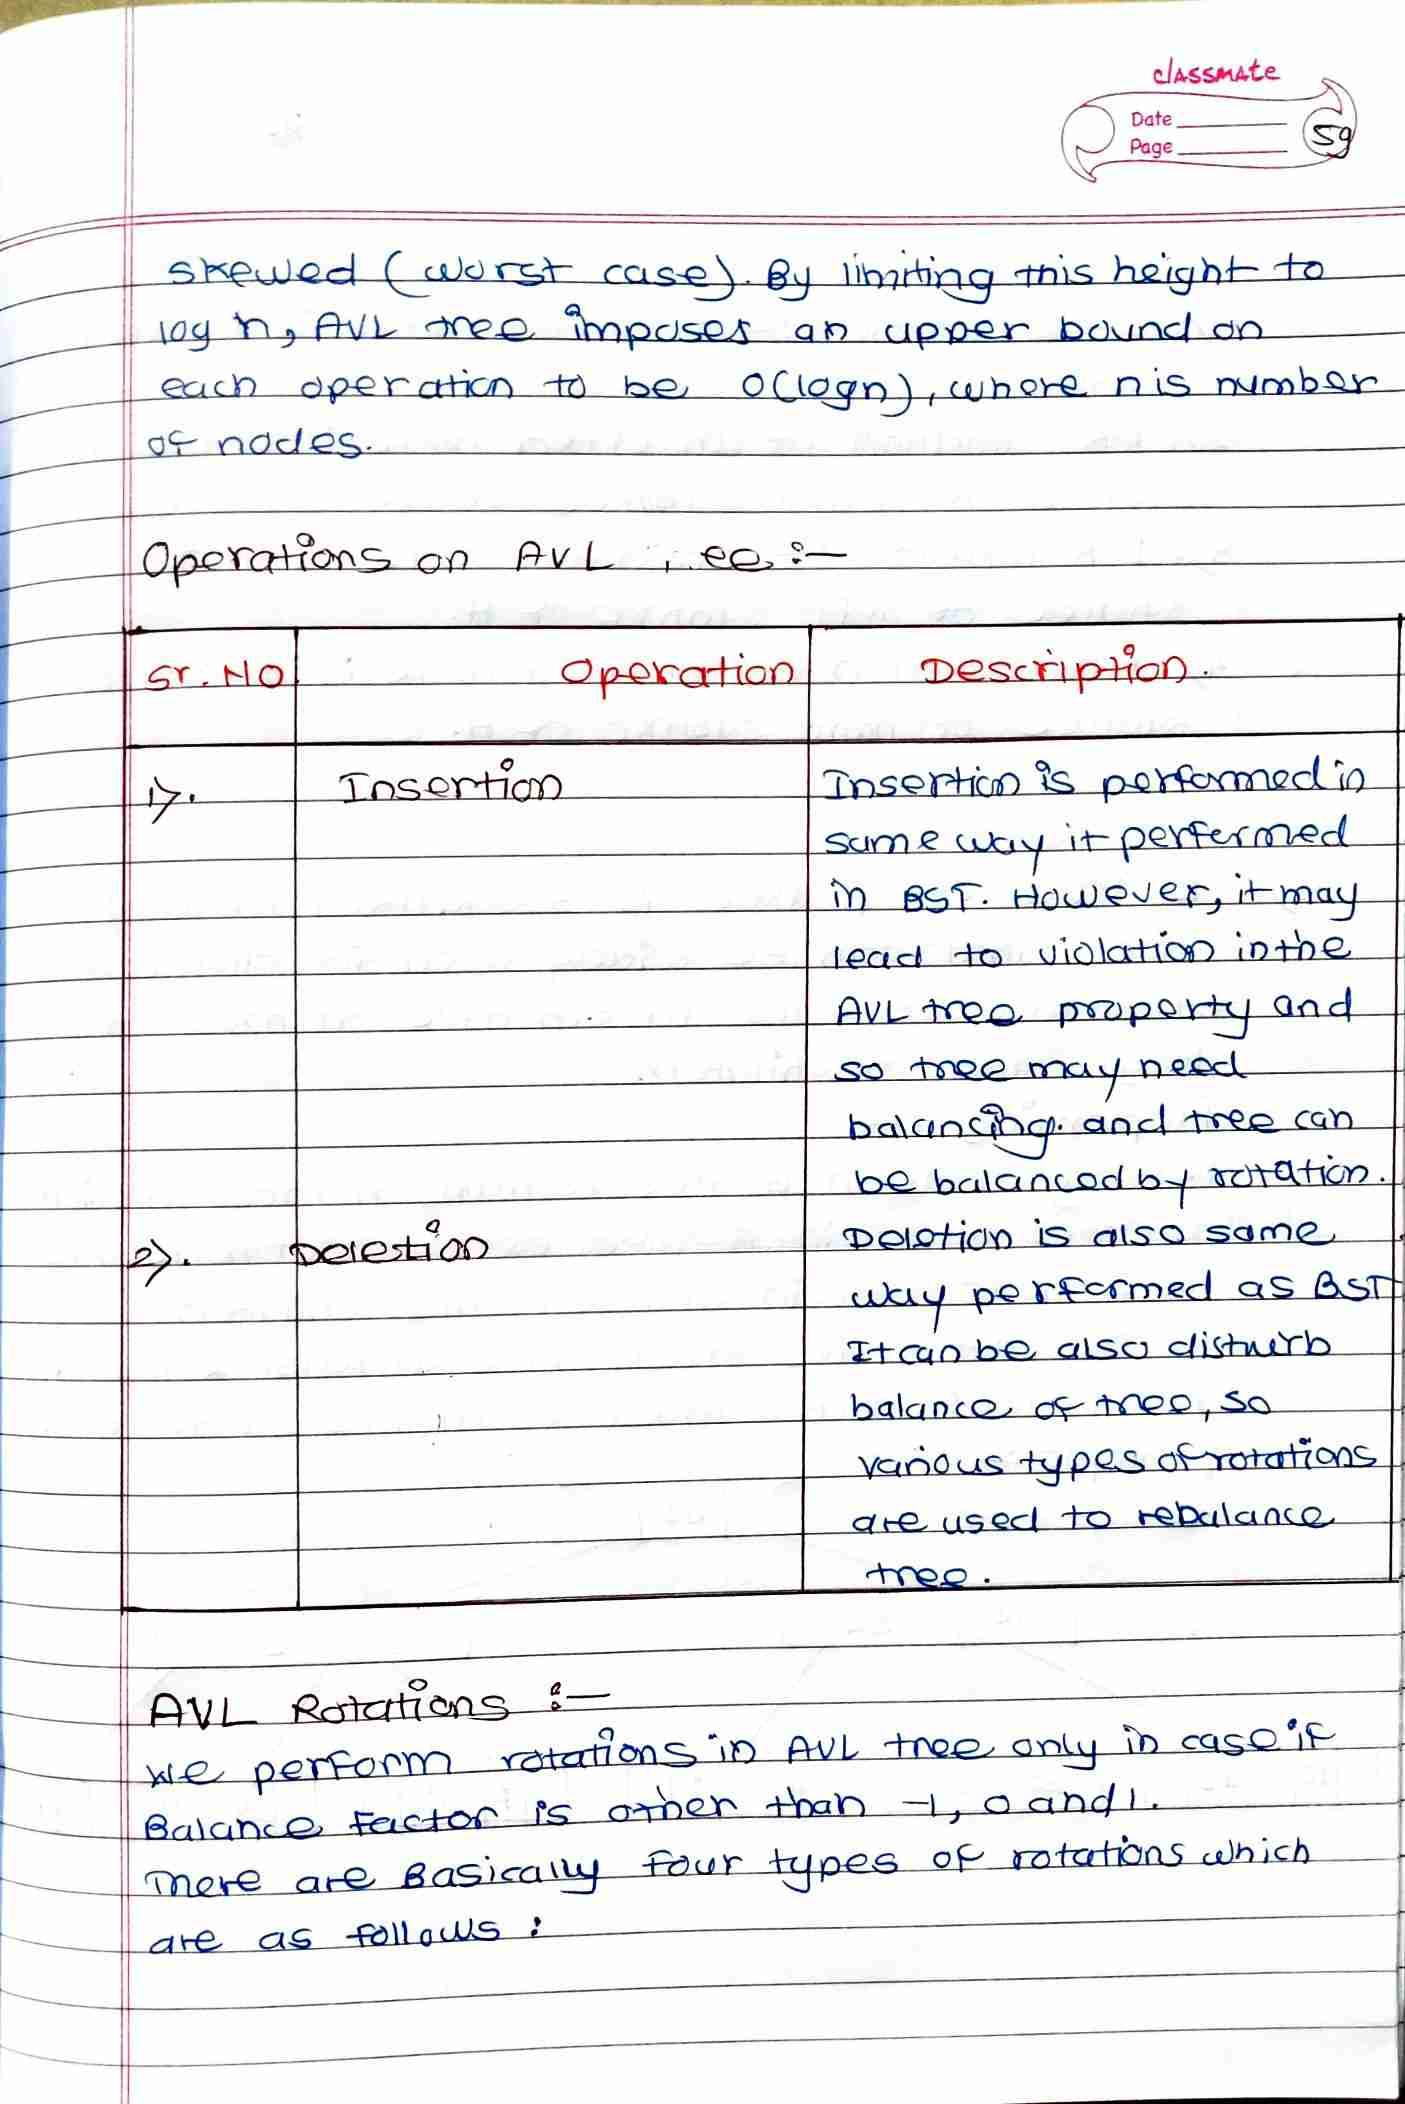 classmate
Date
Page
59
skewed (worst case). By limiting this height to
log n, AVL tree imposes an upper bound on
each operation to be O(logn), where n is number
of nodes.
Operations on AVL :-
Sr. No Operation Description.
1). Insertion Insertion is performed in
same way it performed
in BST. However, it may
lead to violation in the
AVL tree property and
so tree may need
balancing. and tree can
be balanced by rotation.
2). Deletion Deletion is also same
way performed as BST
It can be also disturb
balance of tree, so
various types of rotations
are used to rebalance
tree.
AVL Rotations :-
We perform rotations in AVL tree only in case if
Balance factor is other than -1, 0 and 1.
There are Basically four types of rotations which
are as follows: